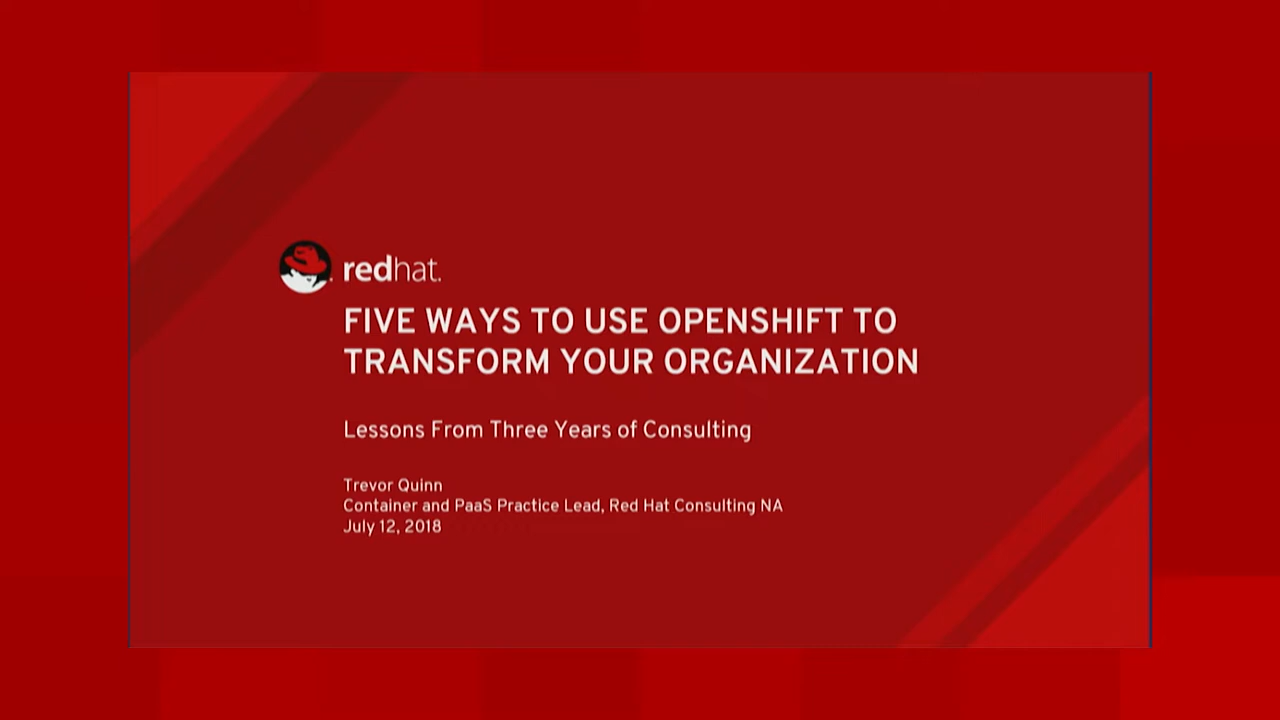 redhat.
FIVE WAYS TO USE OPENSHIFT TO
TRANSFORM YOUR ORGANIZATION
Lessons From Three Years of Consulting
Trevor Quinn
Container and PaaS Practice Lead, Red Hat Consulting NA
July 12, 2018